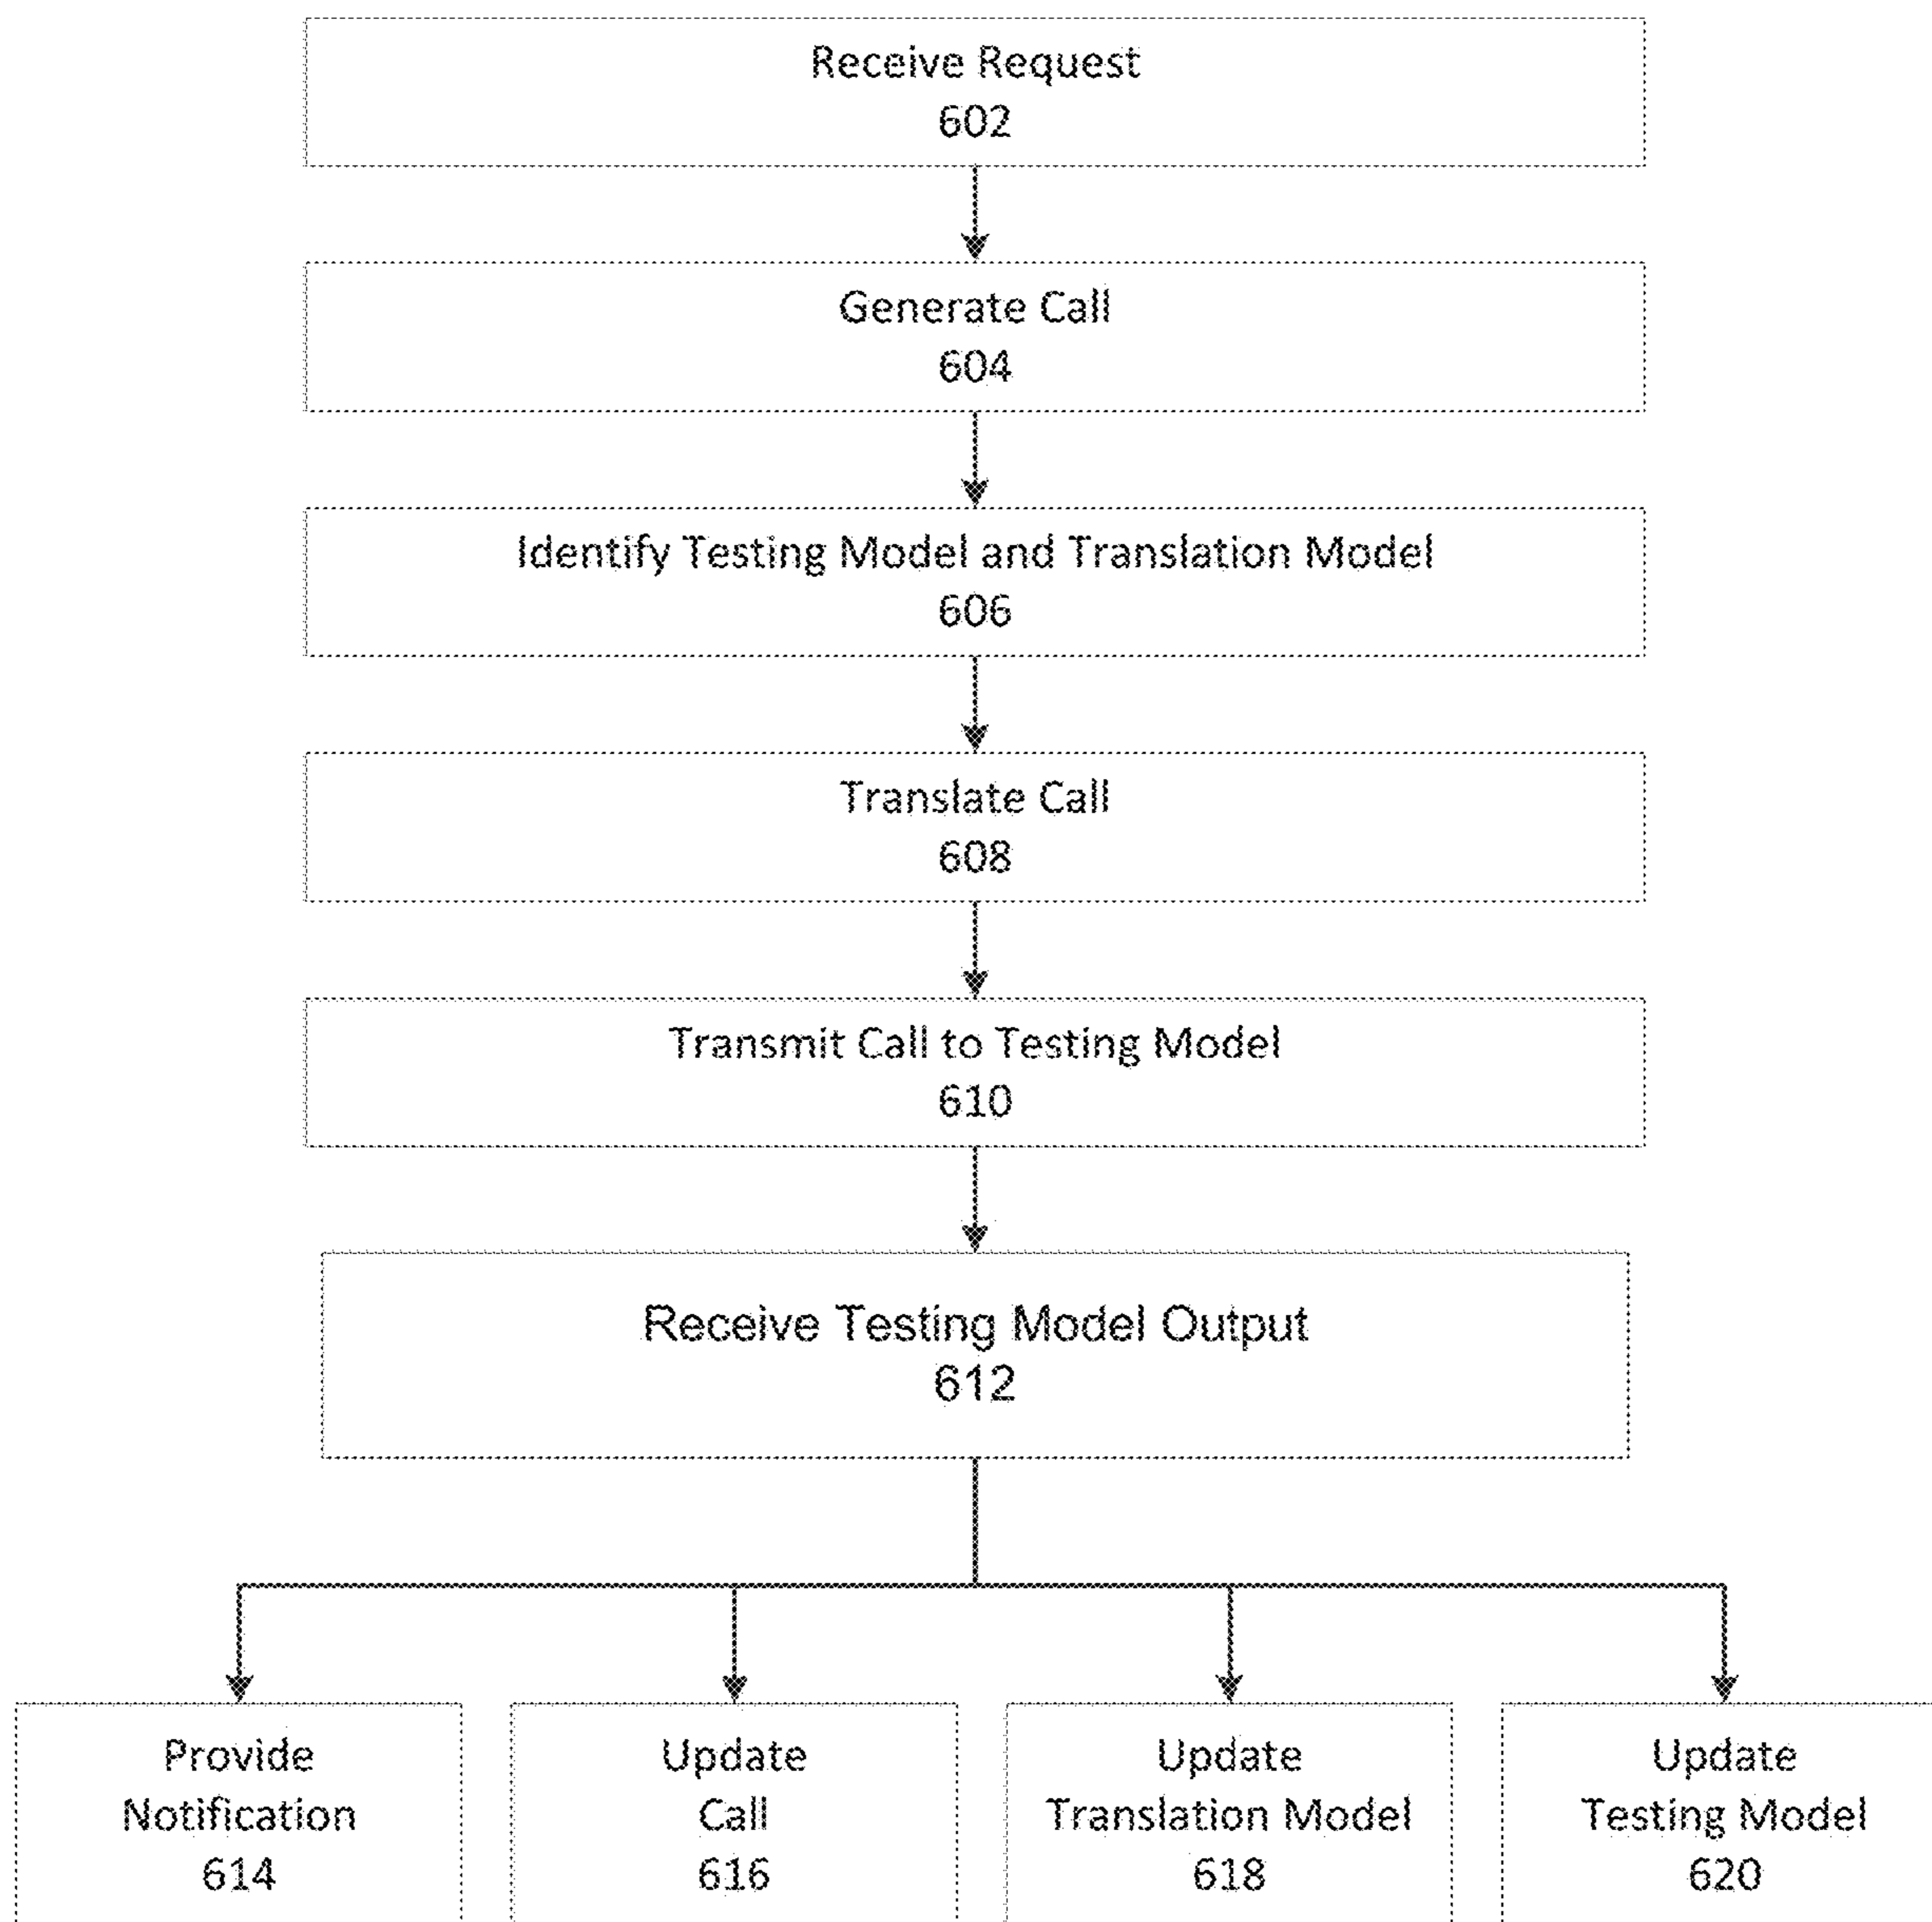 Receive Request
602
Generate Call
604
Identify Testing Model and Translation Model
606
Translate Call
608
Transmit Call to Testing Model
610
Receive Testing Model Output
612
Provide
Notification
614
Update
Call
616
Update
Translation Model
618
Update
Testing Model
620